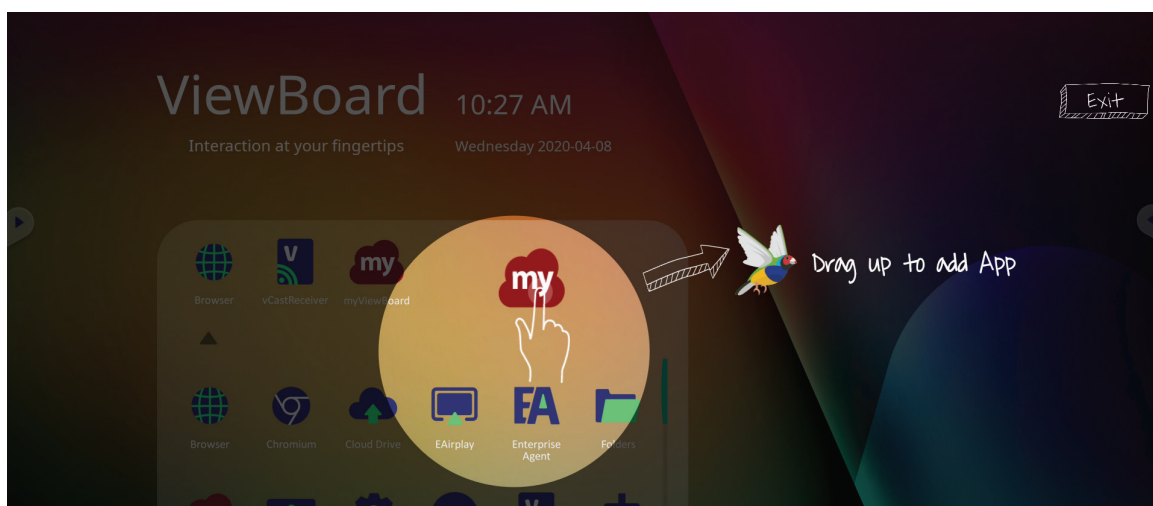 ViewBoard
10:27 AM
Interaction at your fingertips
Wednesday 2020-04-08
Exit
my
my
V
Browser
vCastReceiver
myViewBoard
Drag up to add App
EA
Browser
Chromium
Cloud Drive
EAirplay
Enterprise
Agent
Folders
V